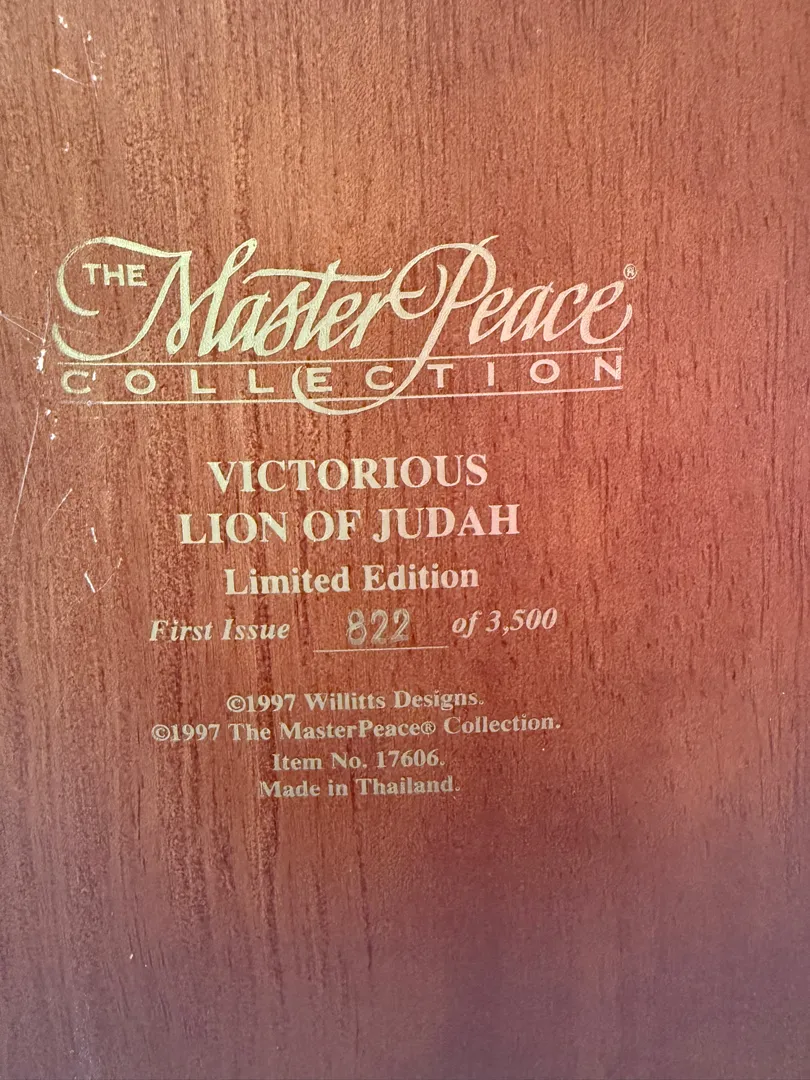 THE MasterPeace®
COLLECTION
VICTORIOUS
LION OF JUDAH
Limited Edition
First Issue 822 of 3,500
©1997 Willitts Designs.
©1997 The MasterPeace® Collection.
Item No. 17606.
Made in Thailand.